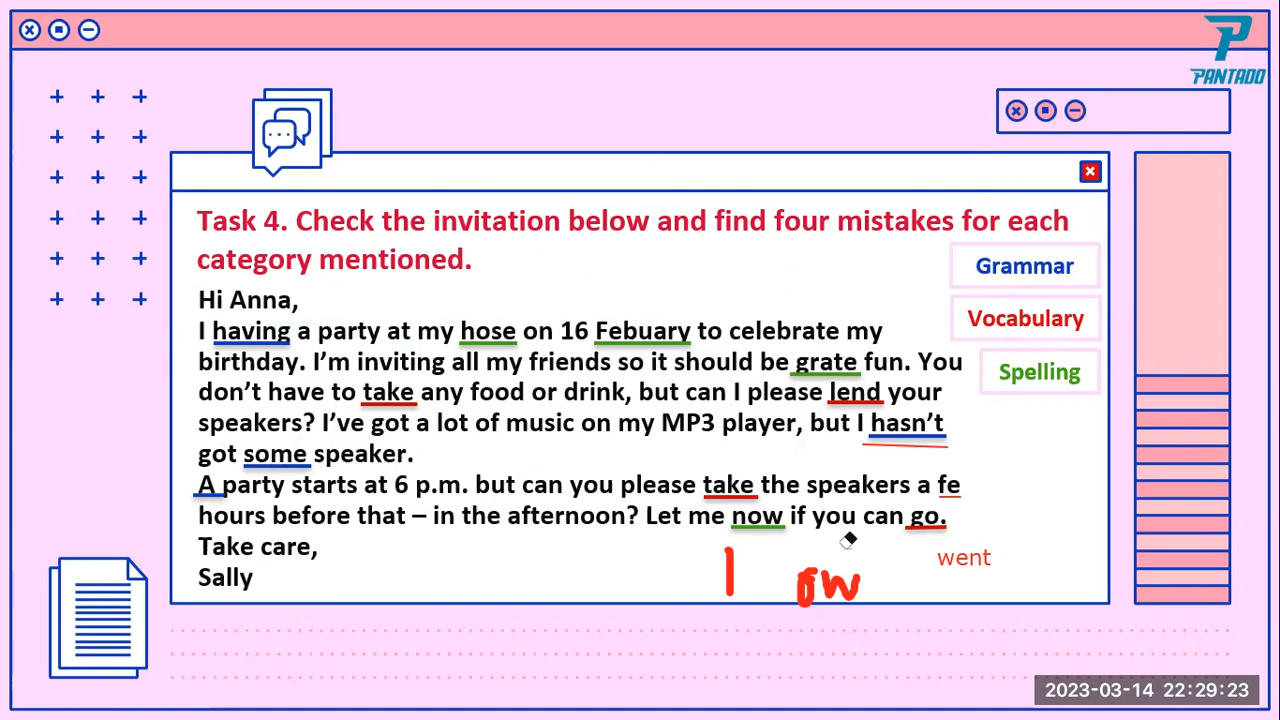 PANTADO
Task 4. Check the invitation below and find four mistakes for each
category mentioned.
Grammar
Vocabulary
Spelling
Hi Anna,
I having a party at my hose on 16 Febuary to celebrate my
birthday. I’m inviting all my friends so it should be grate fun. You
don’t have to take any food or drink, but can I please lend your
speakers? I’ve got a lot of music on my MP3 player, but I hasn’t
got some speaker.
A party starts at 6 p.m. but can you please take the speakers a fe
hours before that – in the afternoon? Let me now if you can go.
Take care,
Sally
went
2023-03-14 22:29:23